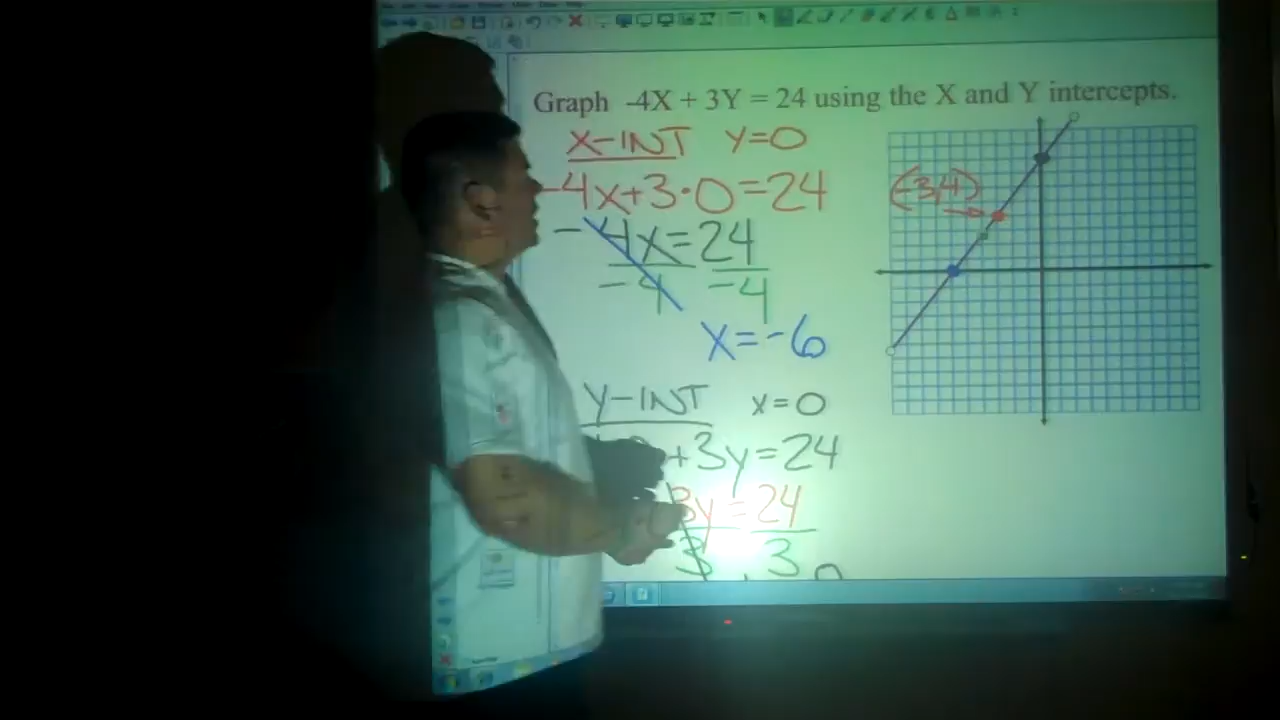 Graph -4X + 3Y = 24 using the X and Y intercepts.
X-INT Y=0
-4x+3·0=24
-4x=24
-4 -4
x=-6
Y-INT x=0
+3y=24
3y=24
3 3
(-3,4)